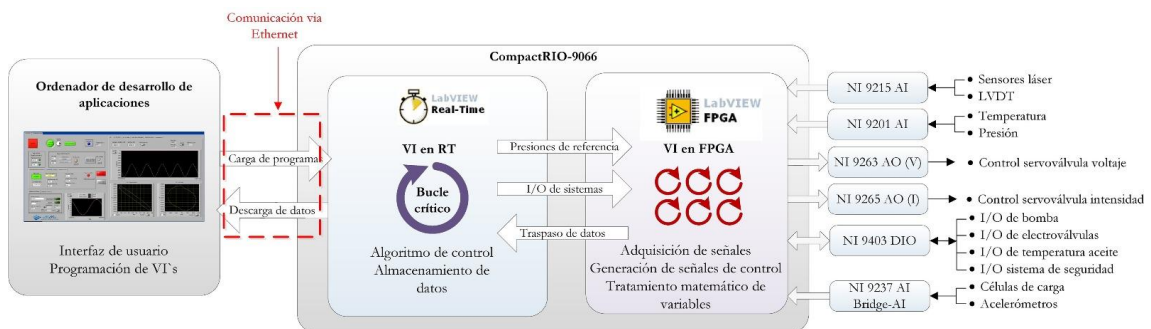 Comunicación via
Ethernet
CompactRIO-9066
Ordenador de desarrollo de
aplicaciones
Interfaz de usuario
Programación de VI`s
Carga de programa
Descarga de datos
LabVIEW
Real-Time
VI en RT
Bucle
crítico
Algoritmo de control
Almacenamiento de
datos
Presiones de referencia
I/O de sistemas
Traspaso de datos
LabVIEW
FPGA
VI en FPGA
Adquisición de señales
Generación de señales de control
Tratamiento matemático de
variables
NI 9215 AI
• Sensores láser
• LVDT
NI 9201 AI
• Temperatura
• Presión
NI 9263 AO (V)
• Control servoválvula voltaje
NI 9265 AO (I)
• Control servoválvula intensidad
NI 9403 DIO
• I/O de bomba
• I/O de electroválvulas
• I/O de temperatura aceite
• I/O sistema de seguridad
NI 9237 AI
Bridge-AI
• Células de carga
• Acelerómetros